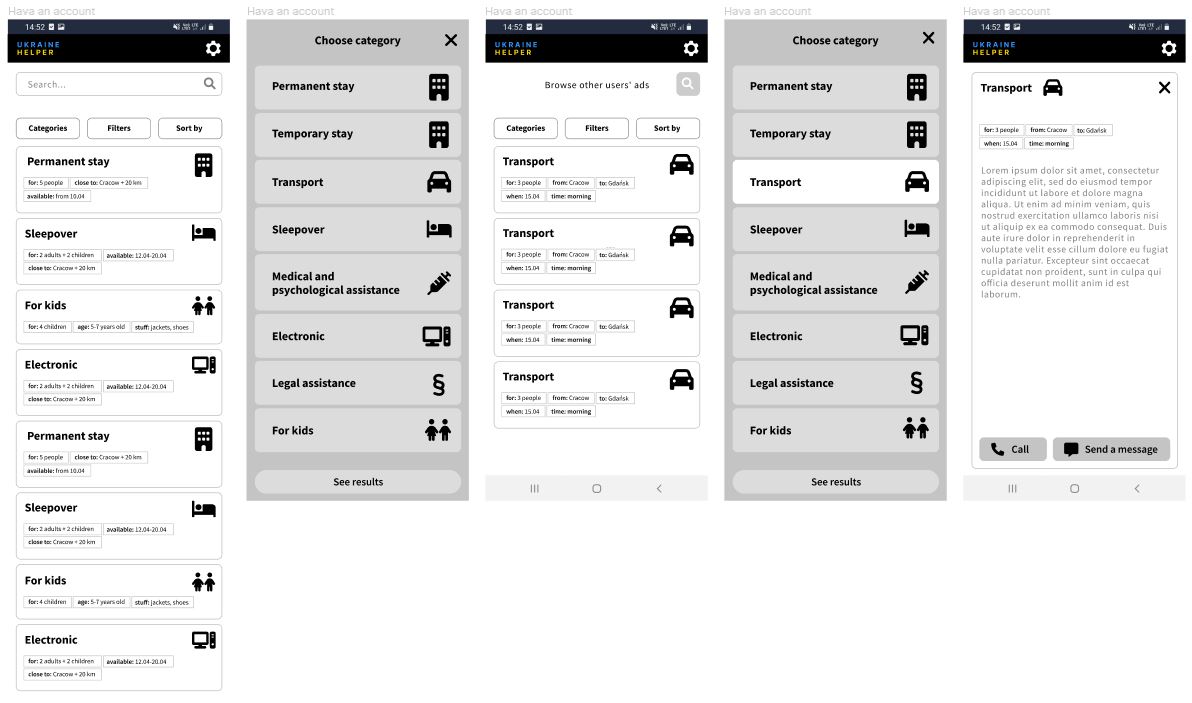 Hava an account
14:52
UKRAINE
HELPER
Search...
Categories Filters Sort by
Permanent stay
for: 5 people close to: Cracow + 20 km
available: from 10.04
Sleepover
for: 2 adults + 2 children available: 12.04-20.04
close to: Cracow + 20 km
For kids
for: 4 children age: 5-7 years old stuff: jackets, shoes
Electronic
for: 2 adults + 2 children available: 12.04-20.04
close to: Cracow + 20 km
Permanent stay
for: 5 people close to: Cracow + 20 km
available: from 10.04
Sleepover
for: 2 adults + 2 children available: 12.04-20.04
close to: Cracow + 20 km
For kids
for: 4 children age: 5-7 years old stuff: jackets, shoes
Electronic
for: 2 adults + 2 children available: 12.04-20.04
close to: Cracow + 20 km
Hava an account
Choose category
Permanent stay
Temporary stay
Transport
Sleepover
Medical and
psychological assistance
Electronic
Legal assistance §
For kids
See results
Hava an account
14:52
UKRAINE
HELPER
Browse other users' ads
Categories Filters Sort by
Transport
for: 3 people from: Cracow to: Gdańsk
when: 15.04 time: morning
Transport
for: 3 people from: Cracow to: Gdańsk
when: 15.04 time: morning
Transport
for: 3 people from: Cracow to: Gdańsk
when: 15.04 time: morning
Transport
for: 3 people from: Cracow to: Gdańsk
when: 15.04 time: morning
Hava an account
Choose category
Permanent stay
Temporary stay
Transport
Sleepover
Medical and
psychological assistance
Electronic
Legal assistance §
For kids
See results
Hava an account
14:52
UKRAINE
HELPER
Transport
for: 3 people from: Cracow to: Gdańsk
when: 15.04 time: morning
Lorem ipsum dolor sit amet, consectetur
adipiscing elit, sed do eiusmod tempor
incididunt ut labore et dolore magna
aliqua. Ut enim ad minim veniam, quis
nostrud exercitation ullamco laboris nisi
ut aliquip ex ea commodo consequat. Duis
aute irure dolor in reprehenderit in
voluptate velit esse cillum dolore eu fugiat
nulla pariatur. Excepteur sint occaecat
cupidatat non proident, sunt in culpa qui
officia deserunt mollit anim id est
laborum.
Call Send a message